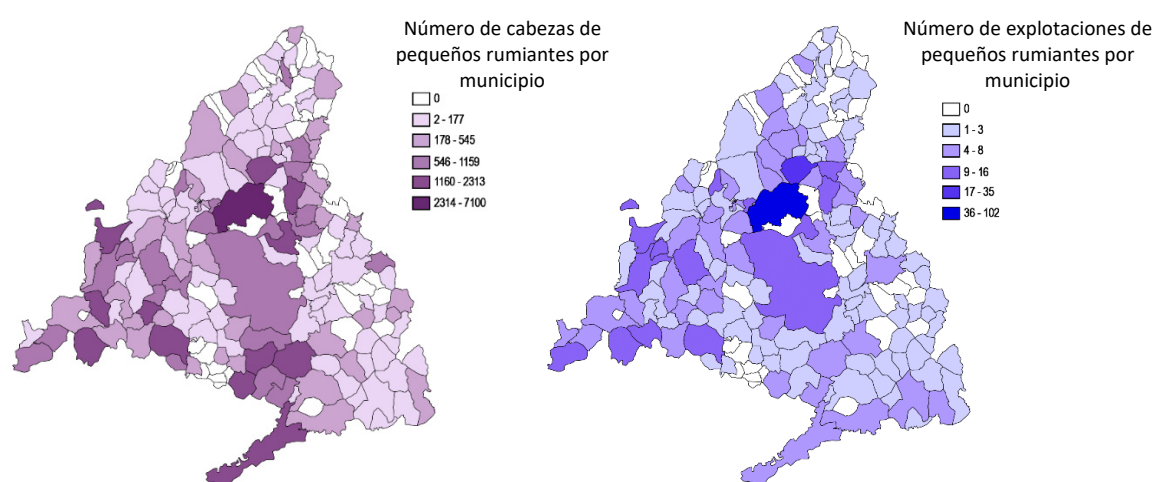 Número de cabezas de
pequeños rumiantes por
municipio
0
2 - 177
178 - 545
546 - 1159
1160 - 2313
2314 - 7100
Número de explotaciones de
pequeños rumiantes por
municipio
0
1 - 3
4 - 8
9 - 16
17 - 35
36 - 102